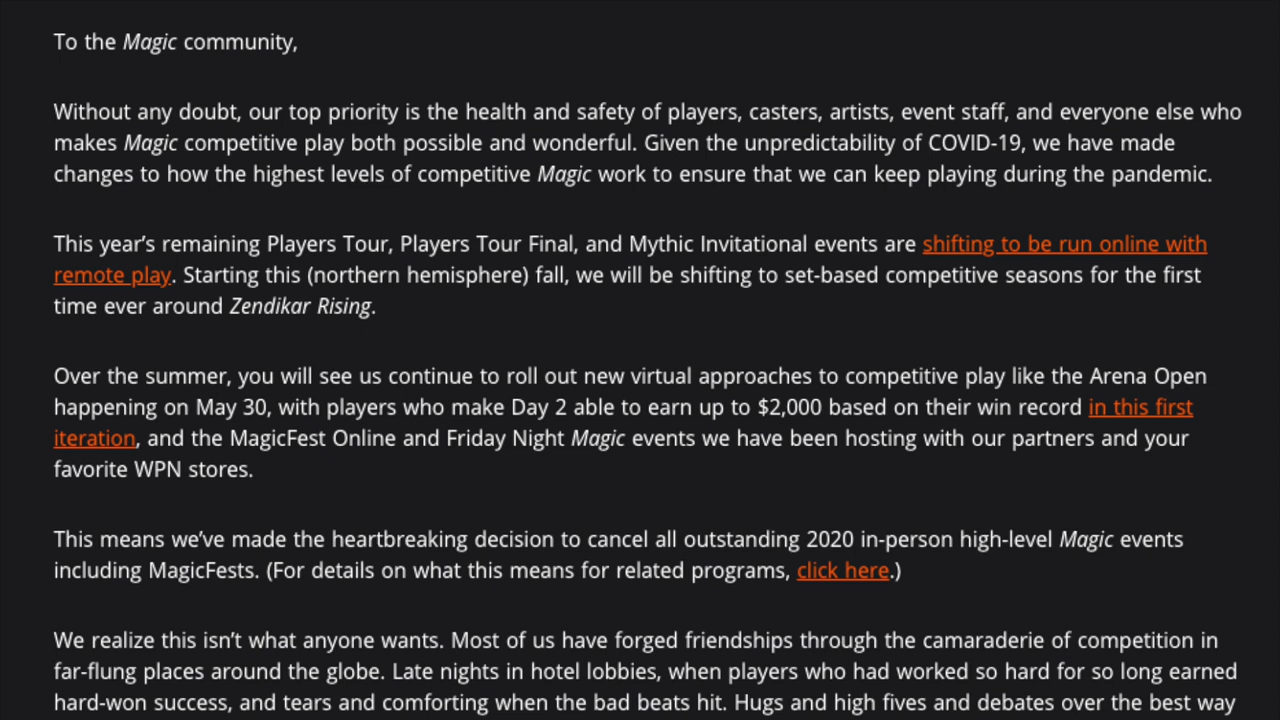 To the Magic community,
Without any doubt, our top priority is the health and safety of players, casters, artists, event staff, and everyone else who
makes Magic competitive play both possible and wonderful. Given the unpredictability of COVID-19, we have made
changes to how the highest levels of competitive Magic work to ensure that we can keep playing during the pandemic.
This year’s remaining Players Tour, Players Tour Final, and Mythic Invitational events are shifting to be run online with
remote play. Starting this (northern hemisphere) fall, we will be shifting to set-based competitive seasons for the first
time ever around Zendikar Rising.
Over the summer, you will see us continue to roll out new virtual approaches to competitive play like the Arena Open
happening on May 30, with players who make Day 2 able to earn up to $2,000 based on their win record in this first
iteration, and the MagicFest Online and Friday Night Magic events we have been hosting with our partners and your
favorite WPN stores.
This means we’ve made the heartbreaking decision to cancel all outstanding 2020 in-person high-level Magic events
including MagicFests. (For details on what this means for related programs, click here.)
We realize this isn’t what anyone wants. Most of us have forged friendships through the camaraderie of competition in
far-flung places around the globe. Late nights in hotel lobbies, when players who had worked so hard for so long earned
hard-won success, and tears and comforting when the bad beats hit. Hugs and high fives and debates over the best way